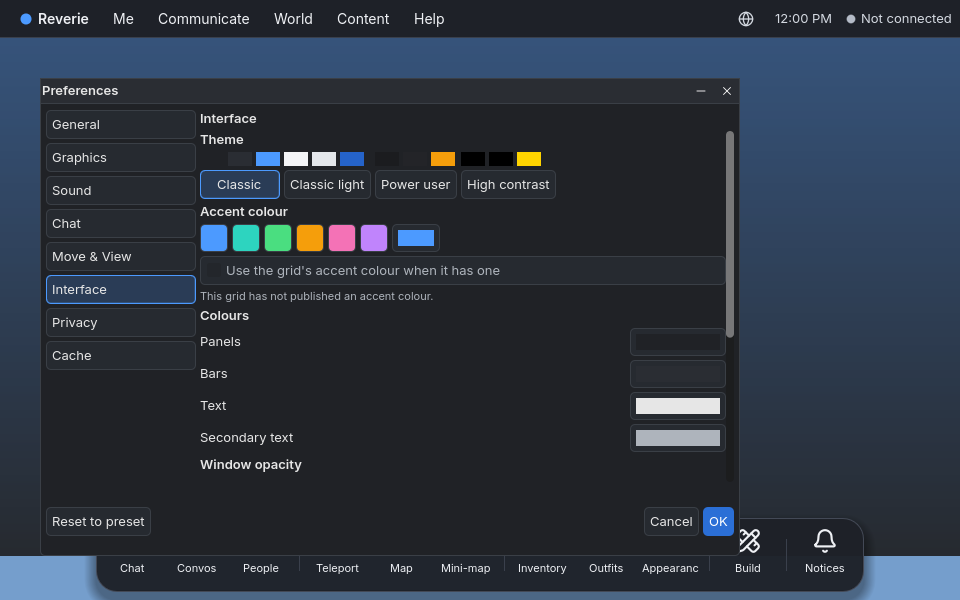 Reverie Me Communicate World Content Help 12:00 PM Not connected
Preferences
General
Graphics
Sound
Chat
Move & View
Interface
Privacy
Cache
Interface
Theme
Classic Classic light Power user High contrast
Accent colour
Use the grid's accent colour when it has one
This grid has not published an accent colour.
Colours
Panels
Bars
Text
Secondary text
Window opacity
Reset to preset Cancel OK
Chat Convos People Teleport Map Mini-map Inventory Outfits Appearanc Build Notices